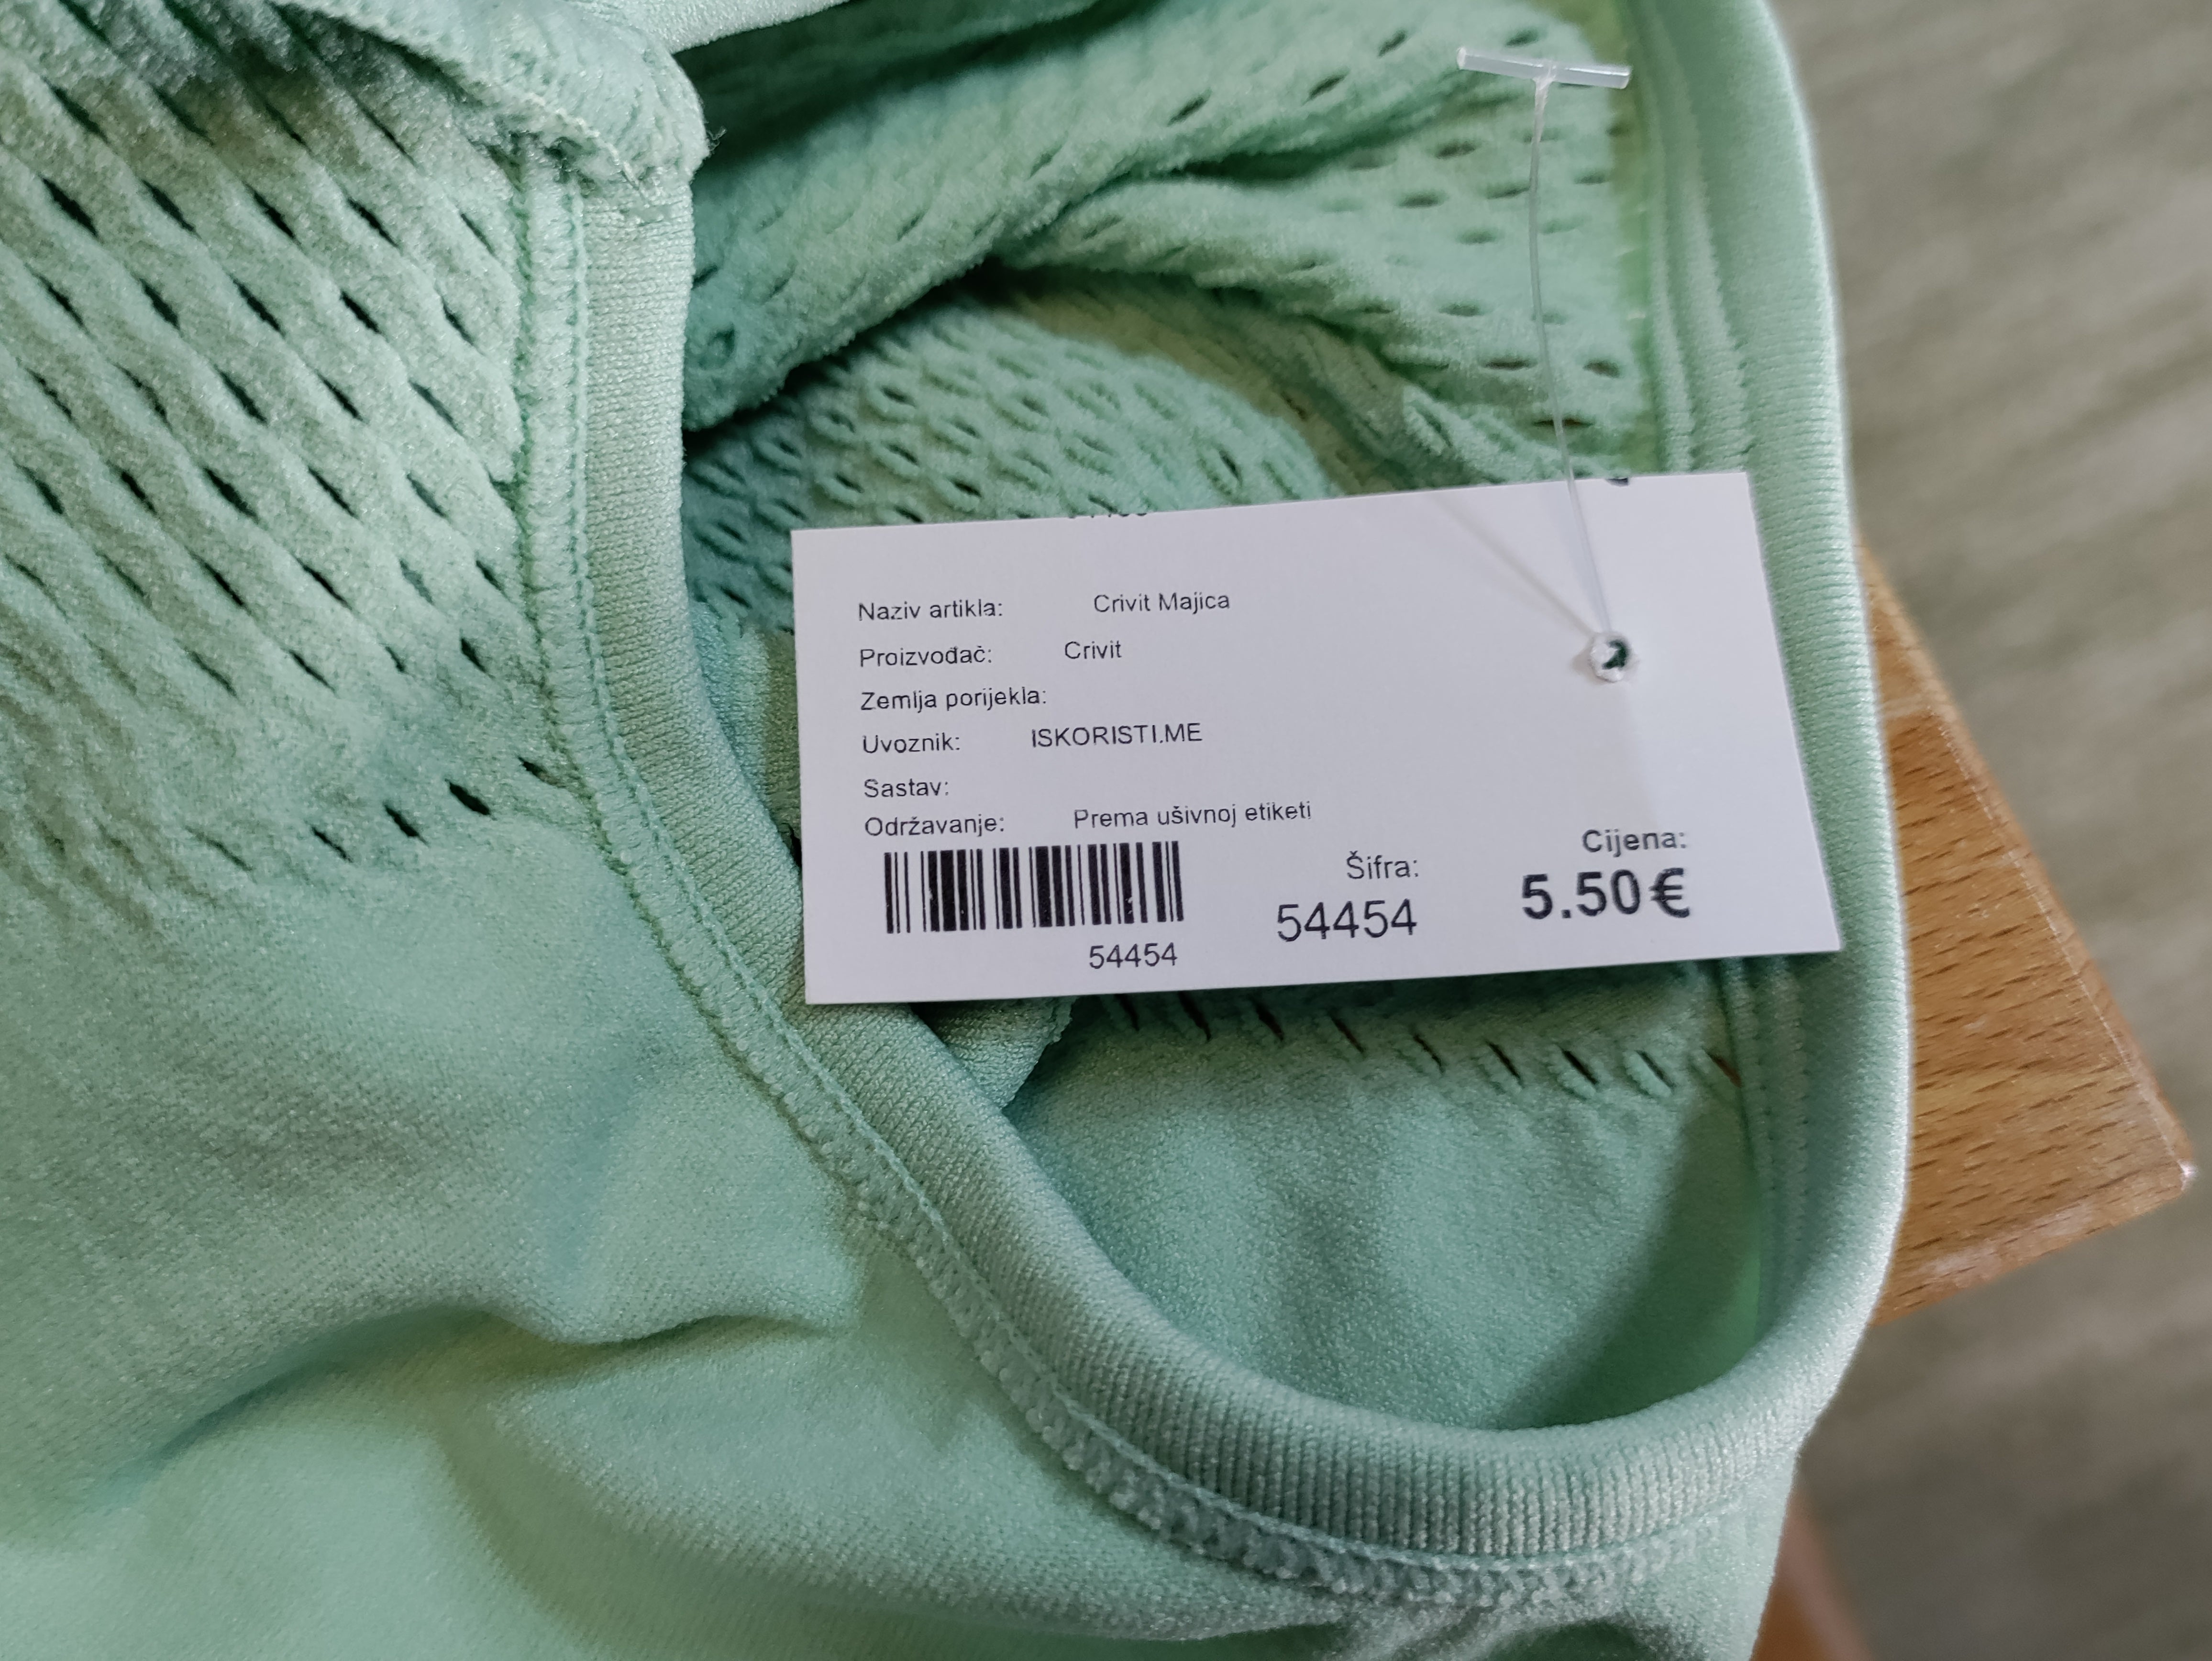 Naziv artikla: Crivit Majica
Proizvođač: Crivit
Zemlja porijekla:
Uvoznik: ISKORISTI.ME
Sastav:
Održavanje: Prema ušivnoj etiketi
54454
Šifra:
54454
Cijena:
5.50€